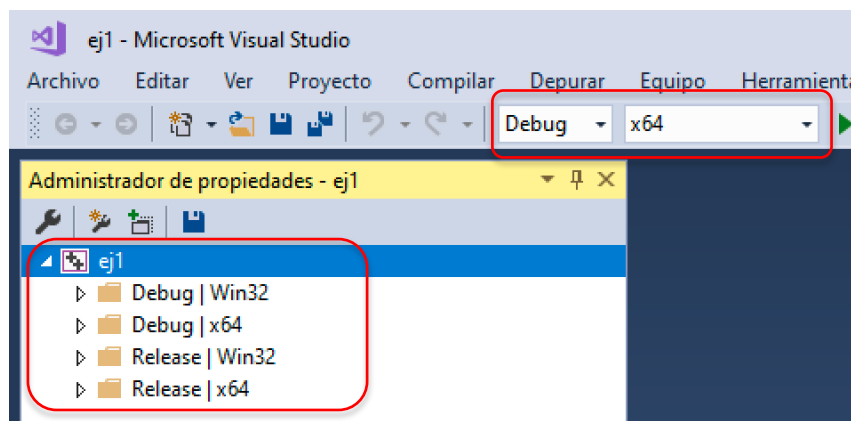 ej1 - Microsoft Visual Studio
Archivo Editar Ver Proyecto Compilar Depurar Equipo Herramienta
Debug x64
Administrador de propiedades - ej1
ej1
Debug | Win32
Debug | x64
Release | Win32
Release | x64